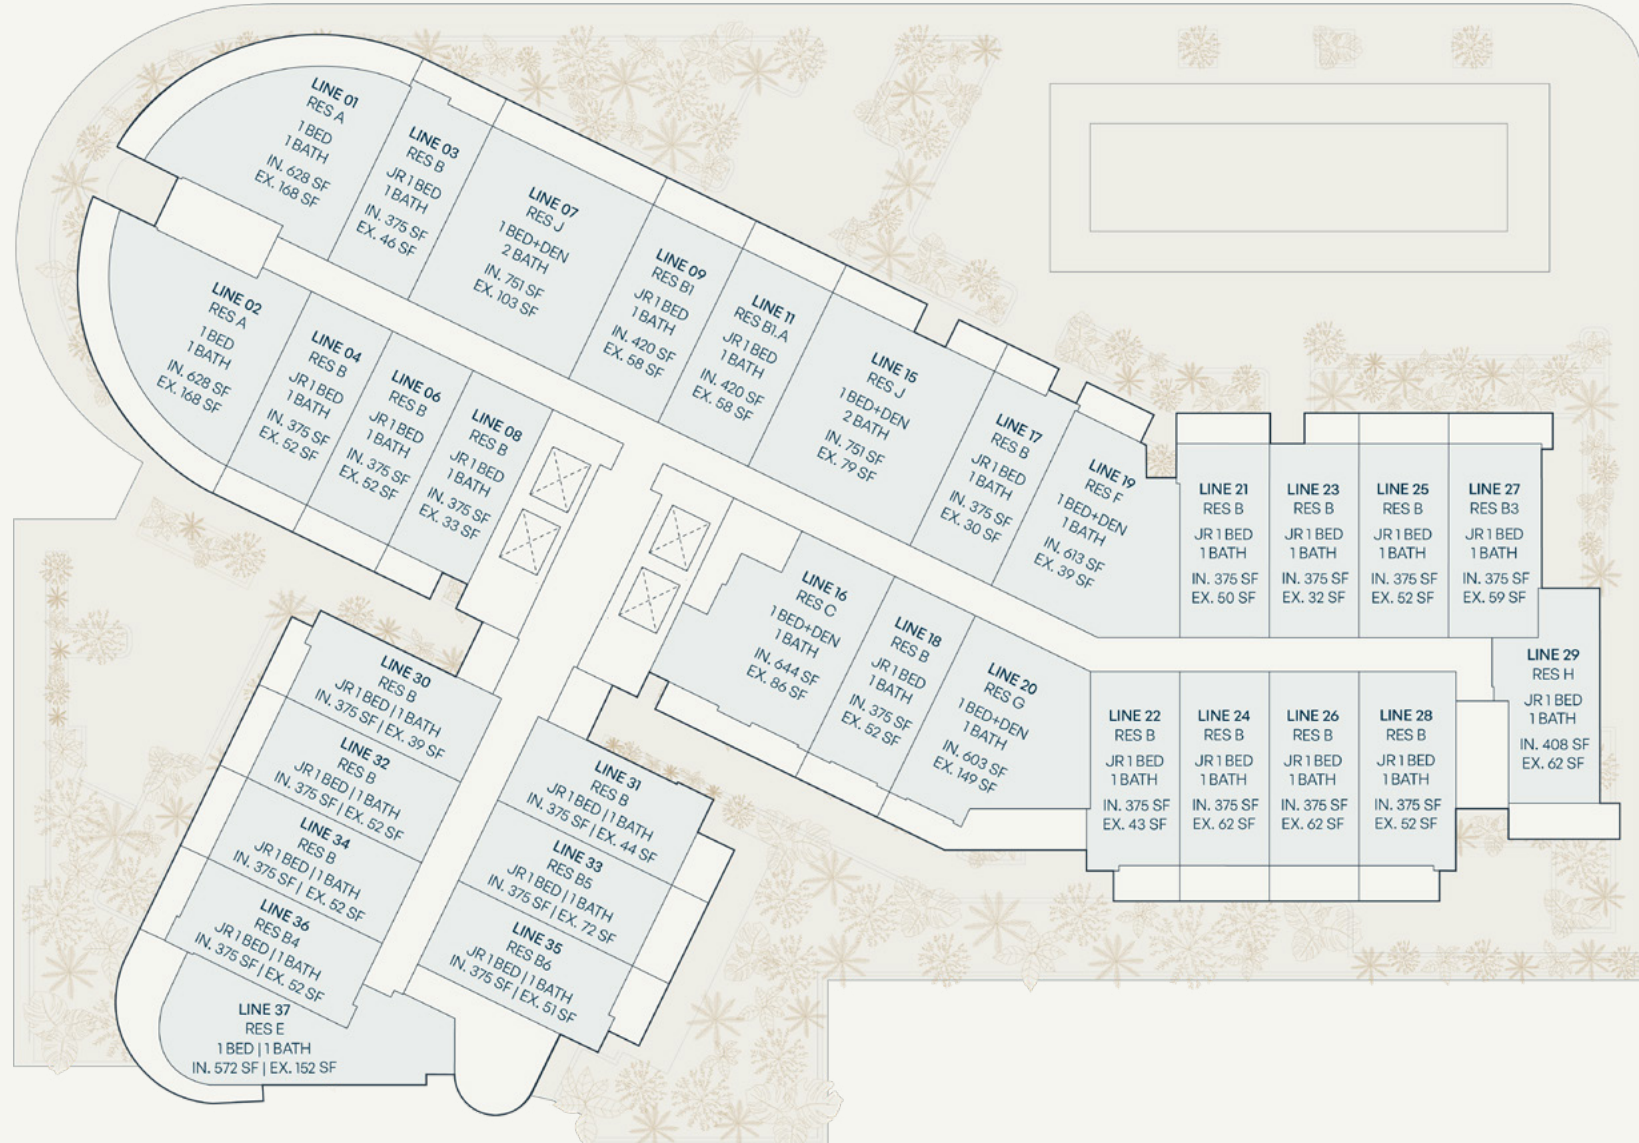 LINE 01
RES A
1 BED
1 BATH
IN. 628 SF
EX. 168 SF
LINE 03
RES B
JR 1 BED
1 BATH
IN. 375 SF
EX. 46 SF
LINE 07
RES J
1 BED+DEN
2 BATH
IN. 751 SF
EX. 103 SF
LINE 09
RES B1
JR 1 BED
1 BATH
IN. 420 SF
EX. 58 SF
LINE 11
RES B1.A
JR 1 BED
1 BATH
IN. 420 SF
EX. 58 SF
LINE 15
RES J
1 BED+DEN
2 BATH
IN. 751 SF
EX. 79 SF
LINE 17
RES B
JR 1 BED
1 BATH
IN. 375 SF
EX. 30 SF
LINE 19
RES F
1 BED+DEN
1 BATH
IN. 613 SF
EX. 39 SF
LINE 21
RES B
JR 1 BED
1 BATH
IN. 375 SF
EX. 50 SF
LINE 23
RES B
JR 1 BED
1 BATH
IN. 375 SF
EX. 32 SF
LINE 25
RES B
JR 1 BED
1 BATH
IN. 375 SF
EX. 52 SF
LINE 27
RES B3
JR 1 BED
1 BATH
IN. 375 SF
EX. 59 SF
LINE 29
RES H
JR 1 BED
1 BATH
IN. 408 SF
EX. 62 SF
LINE 02
RES A
1 BED
1 BATH
IN. 628 SF
EX. 168 SF
LINE 04
RES B
JR 1 BED
1 BATH
IN. 375 SF
EX. 52 SF
LINE 06
RES B
JR 1 BED
1 BATH
IN. 375 SF
EX. 52 SF
LINE 08
RES B
JR 1 BED
1 BATH
IN. 375 SF
EX. 33 SF
LINE 16
RES C
1 BED+DEN
1 BATH
IN. 644 SF
EX. 86 SF
LINE 18
RES B
JR 1 BED
1 BATH
IN. 375 SF
EX. 52 SF
LINE 20
RES G
1 BED+DEN
1 BATH
IN. 603 SF
EX. 149 SF
LINE 22
RES B
JR 1 BED
1 BATH
IN. 375 SF
EX. 43 SF
LINE 24
RES B
JR 1 BED
1 BATH
IN. 375 SF
EX. 62 SF
LINE 26
RES B
JR 1 BED
1 BATH
IN. 375 SF
EX. 62 SF
LINE 28
RES B
JR 1 BED
1 BATH
IN. 375 SF
EX. 52 SF
LINE 30
RES B
JR 1 BED | 1 BATH
IN. 375 SF | EX. 39 SF
LINE 32
RES B
JR 1 BED | 1 BATH
IN. 375 SF | EX. 52 SF
LINE 34
RES B
JR 1 BED | 1 BATH
IN. 375 SF | EX. 52 SF
LINE 36
RES B4
JR 1 BED | 1 BATH
IN. 375 SF | EX. 52 SF
LINE 37
RES E
1 BED | 1 BATH
IN. 572 SF | EX. 152 SF
LINE 31
RES B
JR 1 BED | 1 BATH
IN. 375 SF | EX. 44 SF
LINE 33
RES B5
JR 1 BED | 1 BATH
IN. 375 SF | EX. 72 SF
LINE 35
RES B6
JR 1 BED | 1 BATH
IN. 375 SF | EX. 51 SF